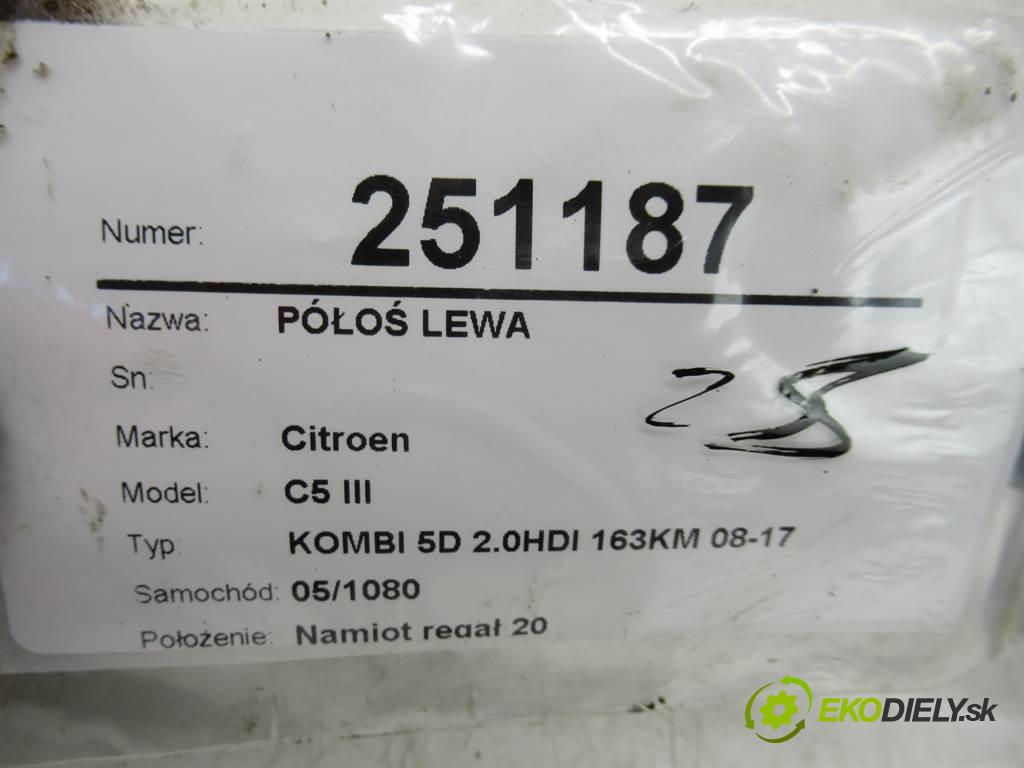 Numer: 251187
Nazwa: PÓŁOŚ LEWA
Sn:
Marka: Citroen
Model: C5 III
Typ: KOMBI 5D 2.0HDI 163KM 08-17
Samochód: 05/1080
Położenie: Namiot regał 20
25
EKODIELY.sk